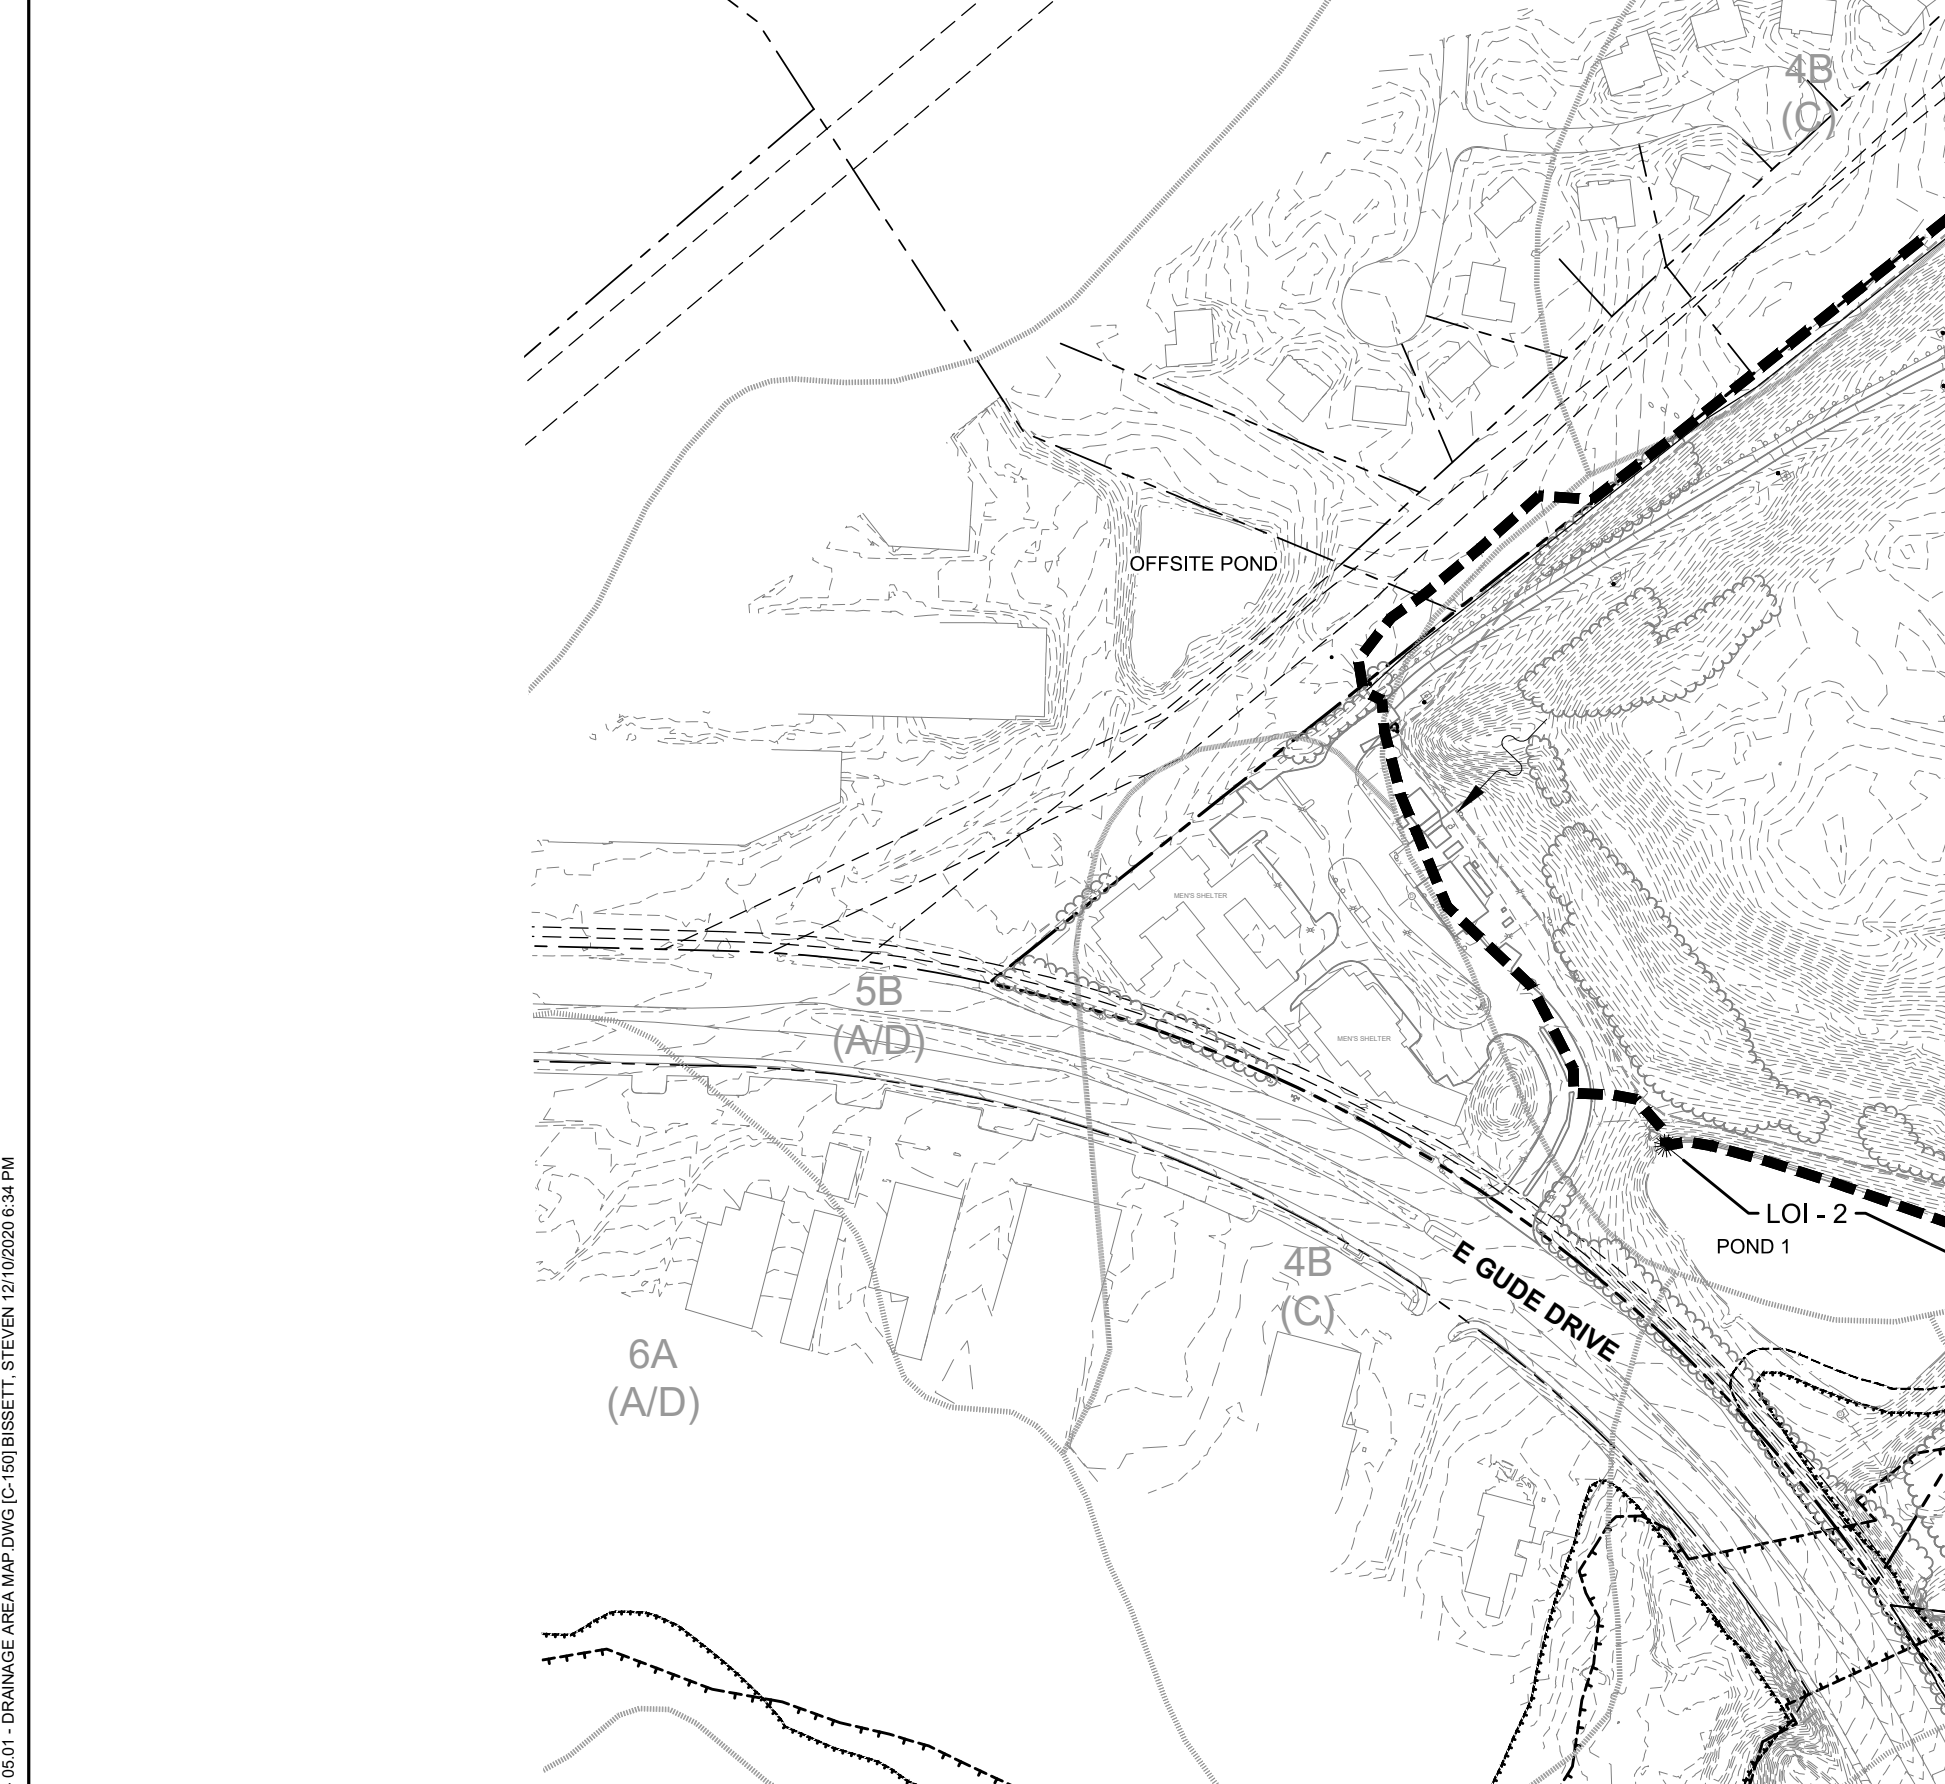 4B
(C)
OFFSITE POND
MEN'S SHELTER
5B
(A/D)
MEN'S SHELTER
LOI - 2
POND 1
E GUDE DRIVE
4B
(C)
6A
(A/D)
05.01 - DRAINAGE AREA MAP.DWG [C-150] BISSETT, STEVEN 12/10/2020 6:34 PM